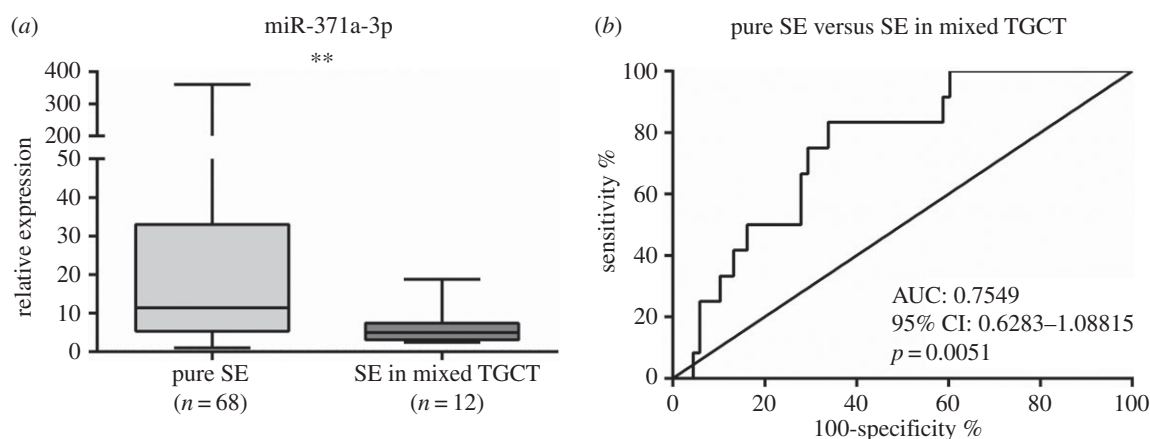 (a) miR-371a-3p
**
400
300
200
50
40
30
20
10
0
relative expression
pure SE SE in mixed TGCT
(n = 68) (n = 12)
(b) pure SE versus SE in mixed TGCT
100
80
60
40
20
0
sensitivity %
AUC: 0.7549
95% CI: 0.6283–1.08815
p = 0.0051
0 20 40 60 80 100
100-specificity %